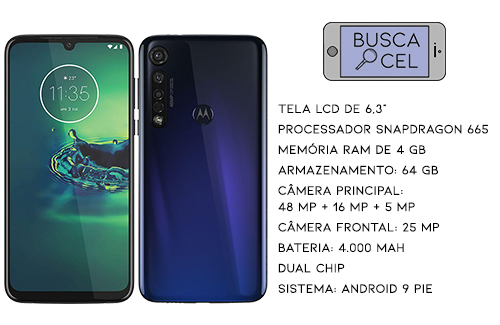 BUSCA
CEL
12:35
TELA LCD DE 6,3"
PROCESSADOR SNAPDRAGON 665
MEMÓRIA RAM DE 4 GB
ARMAZENAMENTO: 64 GB
CÂMERA PRINCIPAL:
48 MP + 16 MP + 5 MP
CÂMERA FRONTAL: 25 MP
BATERIA: 4.000 MAH
DUAL CHIP
SISTEMA: ANDROID 9 PIE